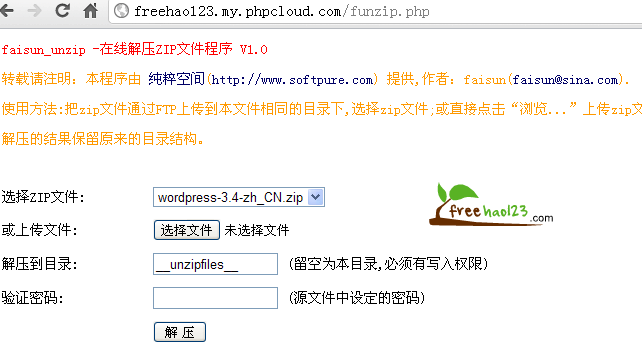 freehao123.my.phpcloud.com/funzip.php
faisun_unzip -在线解压ZIP文件程序 V1.0
转载请注明: 本程序由 纯粹空间(http://www.softpure.com) 提供,作者: faisun(faisun@sina.com).
使用方法:把zip文件通过FTP上传到本文件相同的目录下,选择zip文件;或直接点击“浏览...”上传zip文
解压的结果保留原来的目录结构。
选择ZIP文件: wordpress-3.4-zh_CN.zip
freehao123.com
或上传文件: 选择文件 未选择文件
解压到目录: __unzipfiles__ (留空为本目录,必须有写入权限)
验证密码: (源文件中设定的密码)
解 压